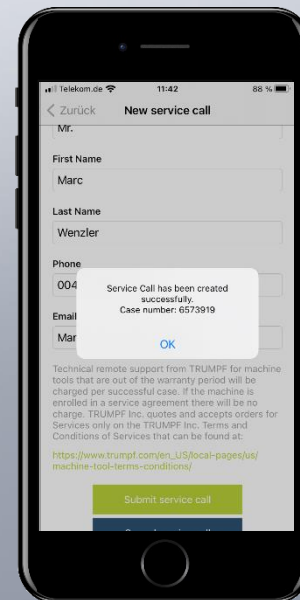 Telekom.de 11:42 88 %
Zurück New service call
Mr.
First Name
Marc
Last Name
Wenzler
Phone
004
Service Call has been created
successfully.
Case number: 6573919
Email
Mar
OK
Technical remote support from TRUMPF for machine
tools that are out of the warranty period will be
charged per successful case. If the machine is
enrolled in a service agreement there will be no
charge. TRUMPF Inc. quotes and accepts orders for
Services only on the TRUMPF Inc. Terms and
Conditions of Services that can be found at:
https://www.trumpf.com/en_US/local-pages/us/
machine-tool-terms-conditions/
Submit service call